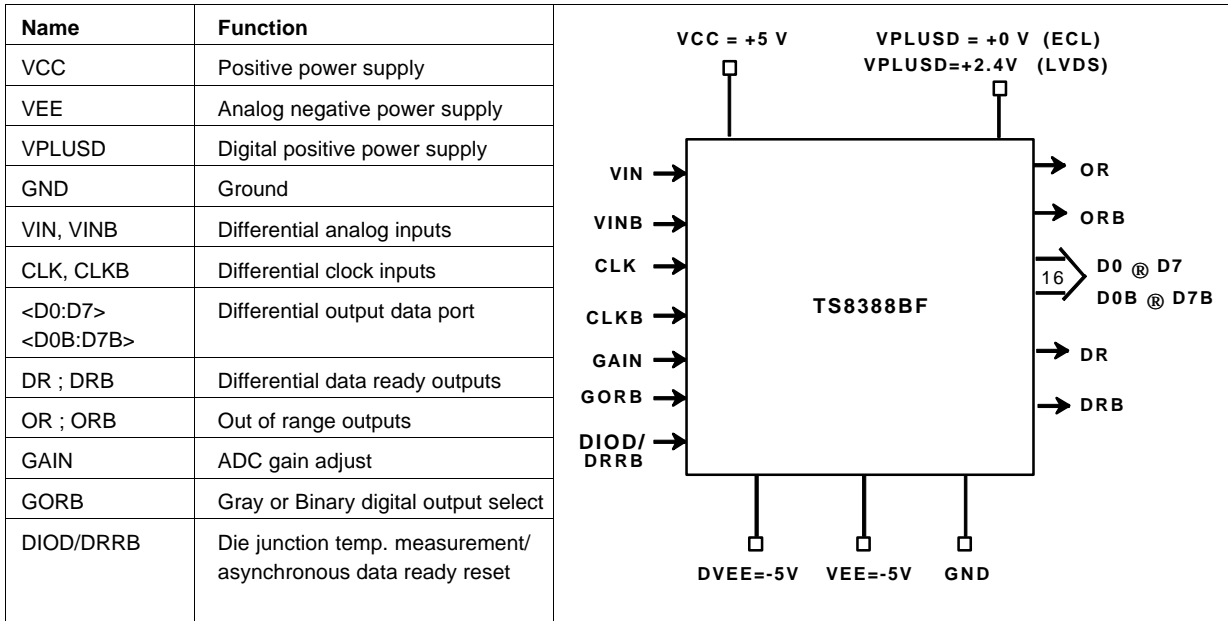 Name Function
VCC Positive power supply
VEE Analog negative power supply
VPLUSD Digital positive power supply
GND Ground
VIN, VINB Differential analog inputs
CLK, CLKB Differential clock inputs
<D0:D7> Differential output data port
<D0B:D7B>
DR ; DRB Differential data ready outputs
OR ; ORB Out of range outputs
GAIN ADC gain adjust
GORB Gray or Binary digital output select
DIOD/DRRB Die junction temp. measurement/
asynchronous data ready reset
VCC = +5 V
VPLUSD = +0 V (ECL)
VPLUSD=+2.4V (LVDS)
VIN
VINB
CLK
CLKB
GAIN
GORB
DIOD/
DRRB
TS8388BF
OR
ORB
16
D0 ® D7
D0B ® D7B
DR
DRB
DVEE=-5V
VEE=-5V
GND